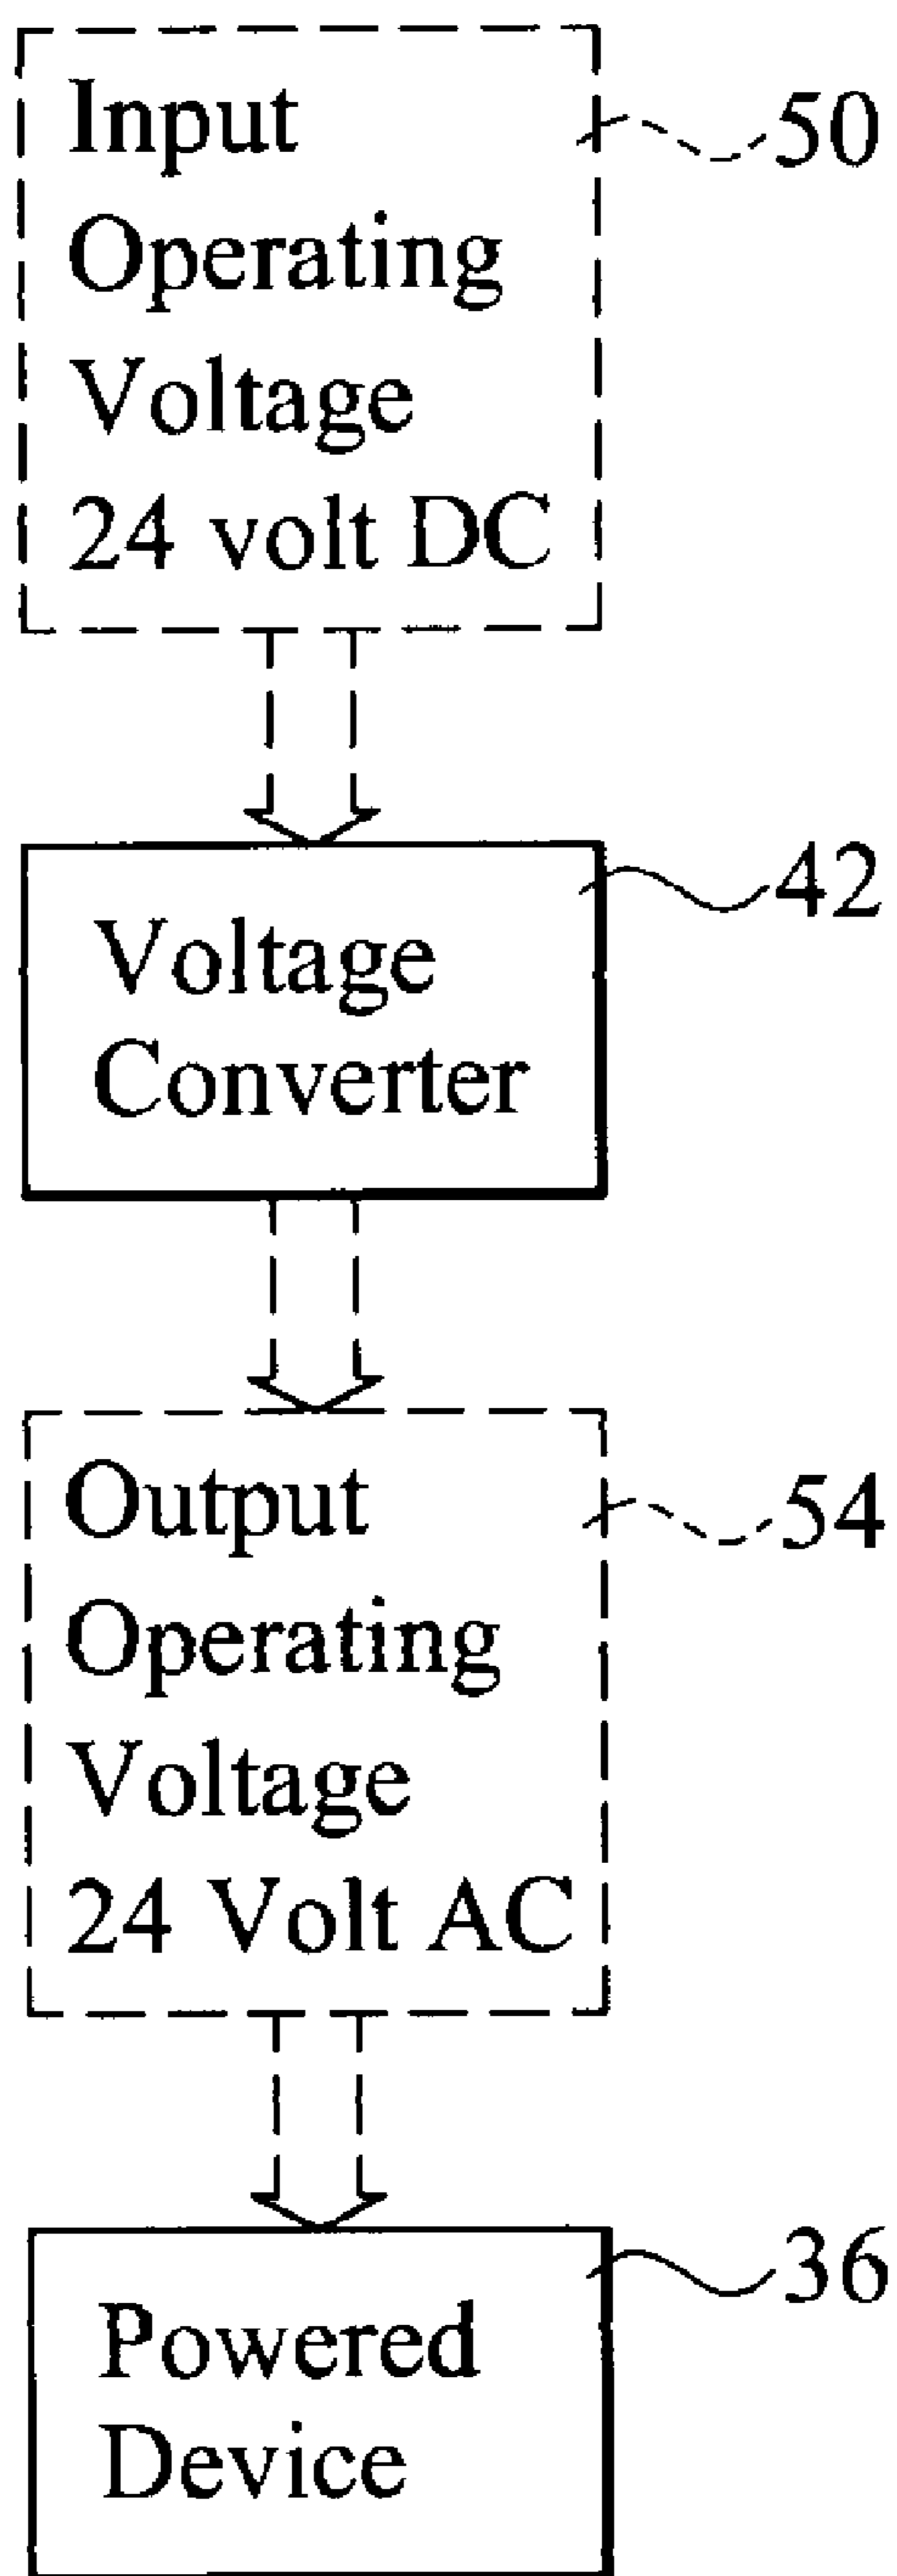 Input
Operating
Voltage
24 volt DC
50
Voltage
Converter
42
Output
Operating
Voltage
24 Volt AC
54
Powered
Device
36